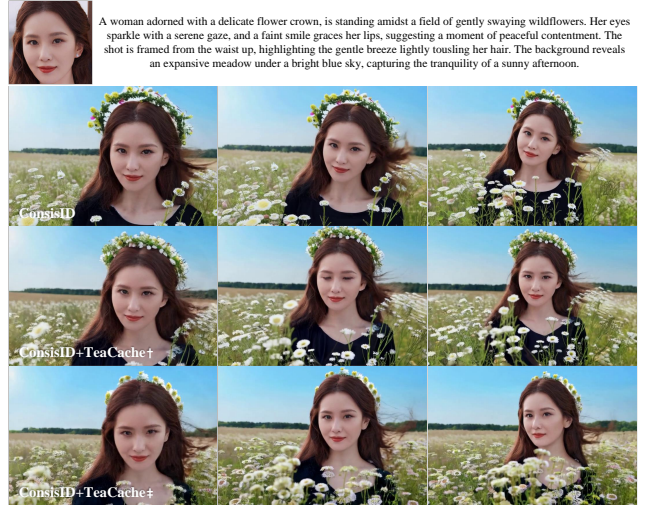 A woman adorned with a delicate flower crown, is standing amidst a field of gently swaying wildflowers. Her eyes
sparkle with a serene gaze, and a faint smile graces her lips, suggesting a moment of peaceful contentment. The
shot is framed from the waist up, highlighting the gentle breeze lightly tousling her hair. The background reveals
an expansive meadow under a bright blue sky, capturing the tranquility of a sunny afternoon.
ConsisID
ConsisID+TeaCache†
ConsisID+TeaCache‡